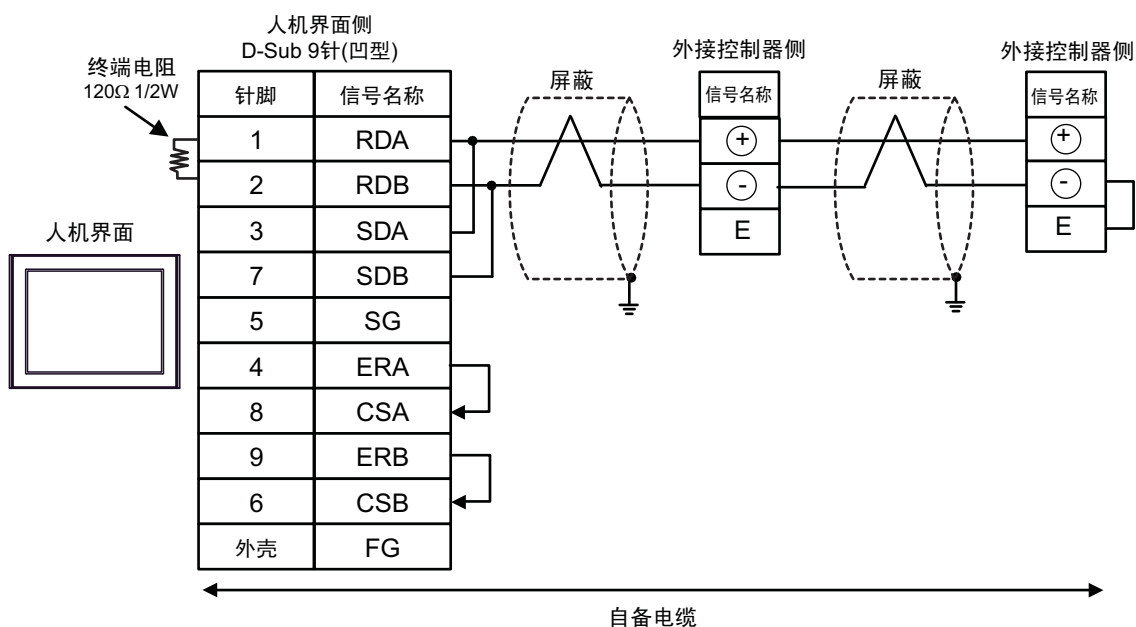 人机界面侧
D-Sub 9针(凹型)
外接控制器侧
外接控制器侧
终端电阻
120Ω 1/2W
屏蔽
屏蔽
针脚 信号名称
信号名称
信号名称
1 RDA
+
+
2 RDB
-
-
3 SDA
E
E
人机界面
7 SDB
5 SG
4 ERA
8 CSA
9 ERB
6 CSB
外壳 FG
自备电缆